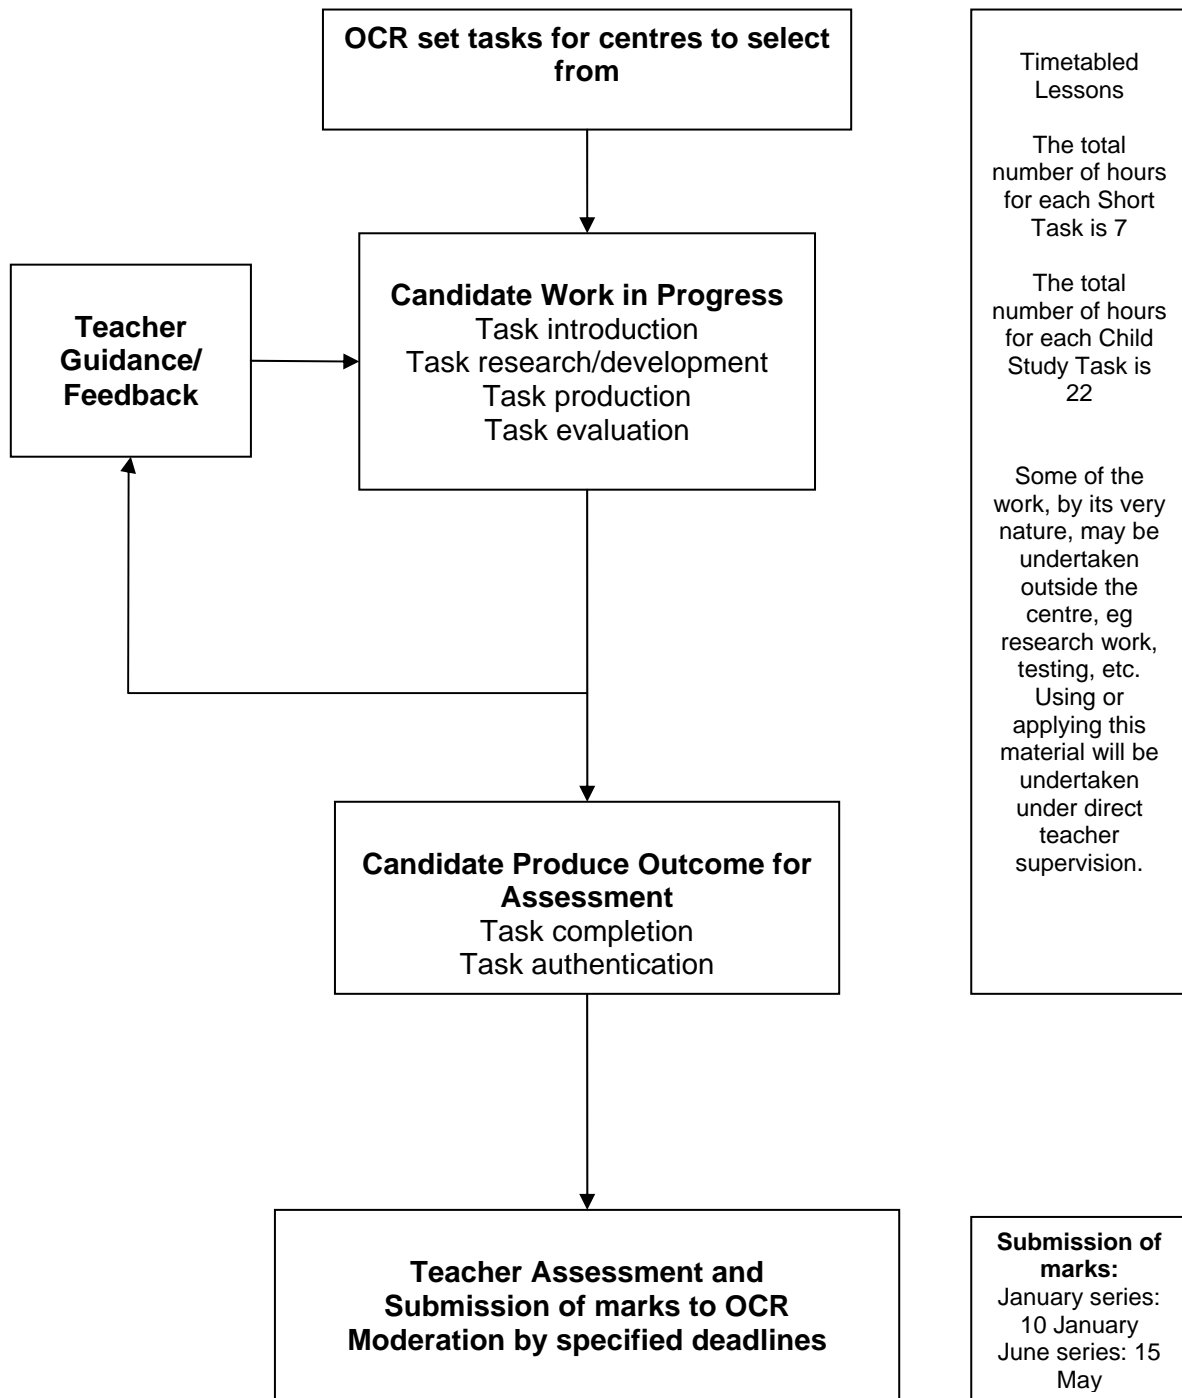 OCR set tasks for centres to select
from
Timetabled
Lessons
The total
number of hours
for each Short
Task is 7
The total
number of hours
for each Child
Study Task is
22
Some of the
work, by its very
nature, may be
undertaken
outside the
centre, eg
research work,
testing, etc.
Using or
applying this
material will be
undertaken
under direct
teacher
supervision.
Teacher
Guidance/
Feedback
Candidate Work in Progress
Task introduction
Task research/development
Task production
Task evaluation
Candidate Produce Outcome for
Assessment
Task completion
Task authentication
Teacher Assessment and
Submission of marks to OCR
Moderation by specified deadlines
Submission of
marks:
January series:
10 January
June series: 15
May